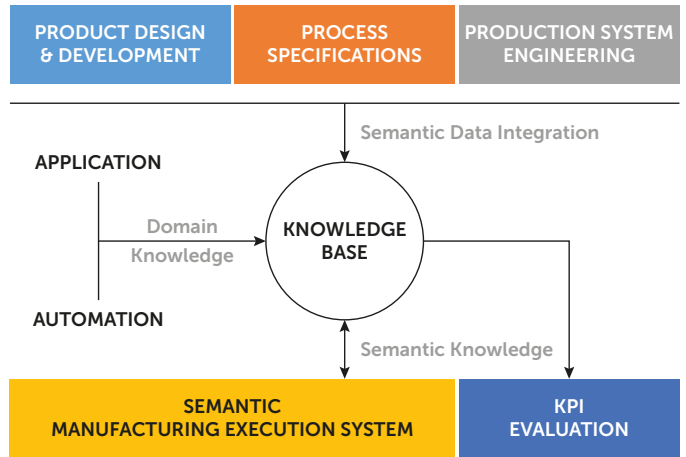 PRODUCT DESIGN
& DEVELOPMENT
PROCESS
SPECIFICATIONS
PRODUCTION SYSTEM
ENGINEERING
Semantic Data Integration
APPLICATION
Domain
Knowledge
KNOWLEDGE
BASE
AUTOMATION
Semantic Knowledge
SEMANTIC
MANUFACTURING EXECUTION SYSTEM
KPI
EVALUATION